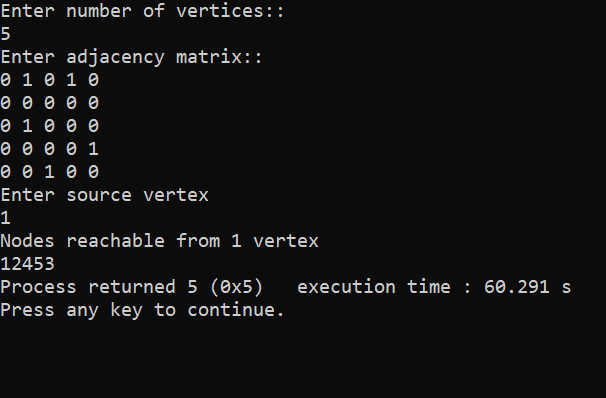 Enter number of vertices::
5
Enter adjacency matrix::
0 1 0 1 0
0 0 0 0 0
0 1 0 0 0
0 0 0 0 1
0 0 1 0 0
Enter source vertex
1
Nodes reachable from 1 vertex
12453
Process returned 5 (0x5)   execution time : 60.291 s
Press any key to continue.